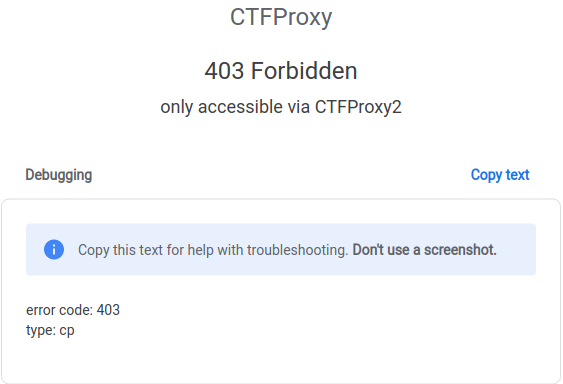 CTFProxy
403 Forbidden
only accessible via CTFProxy2
Debugging
Copy text
Copy this text for help with troubleshooting. Don't use a screenshot.
error code: 403
type: cp